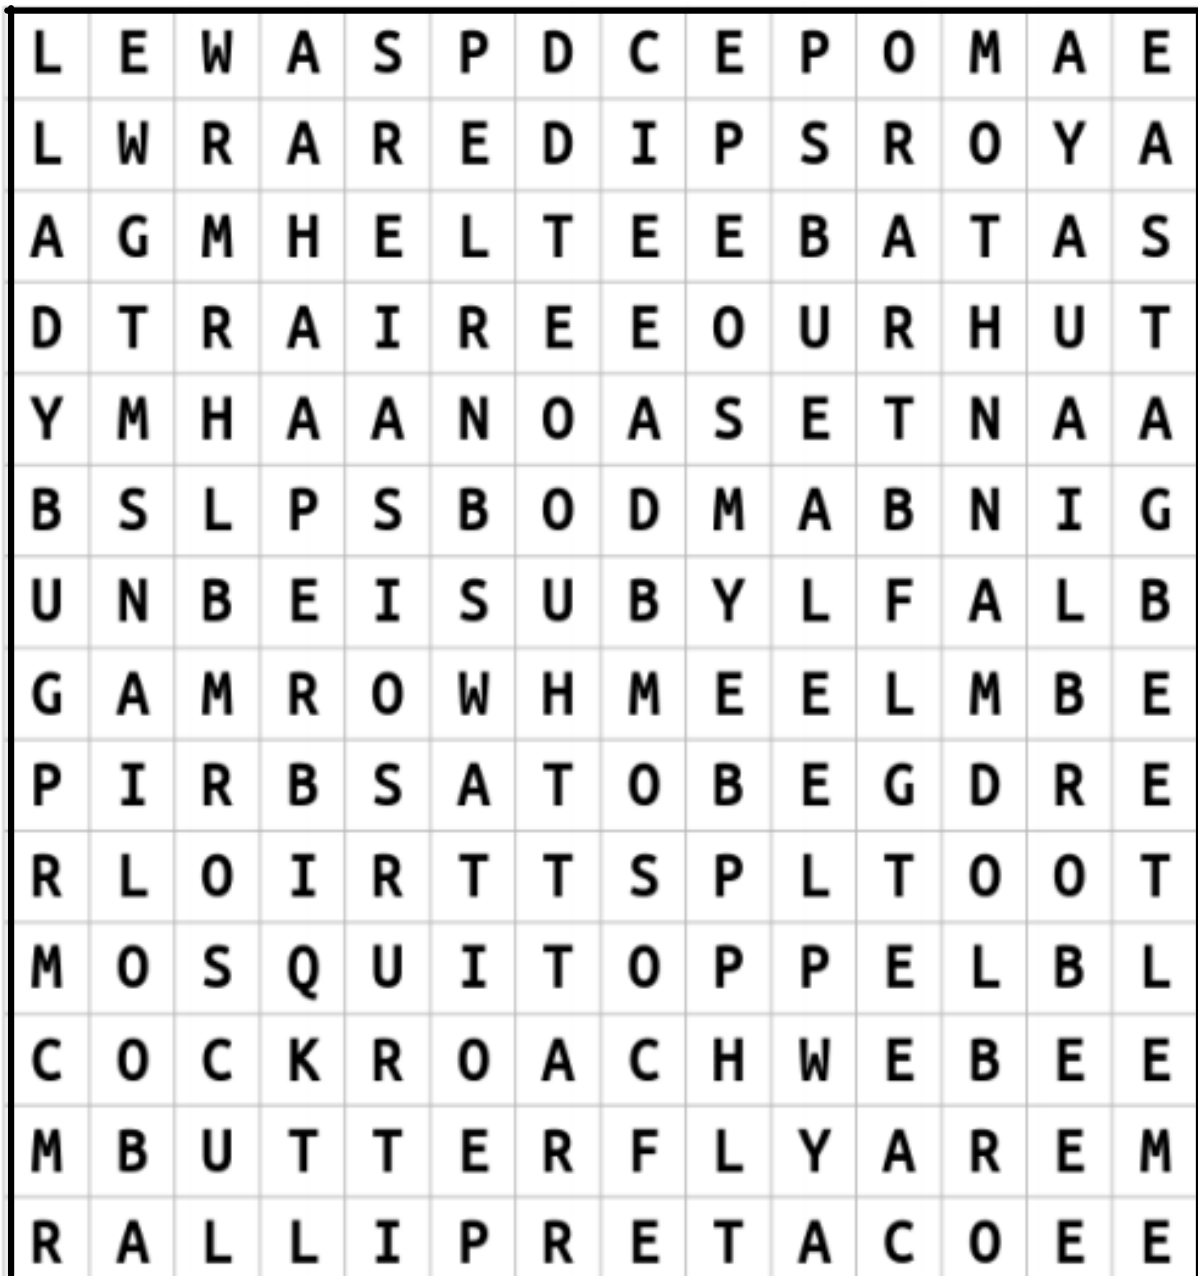 L E W A S P D C E P O M A E
L W R A R E D I P S R O Y A
A G M H E L T E E B A T A S
D T R A I R E E O U R H U T
Y M H A A N O A S E T N A A
B S L P S B O D M A B N I G
U N B E I S U B Y L F A L B
G A M R O W H M E E L M B E
P I R B S A T O B E G D R E
R L O I R T T S P L T O O T
M O S Q U I T O P P E L B L
C O C K R O A C H W E B E E
M B U T T E R F L Y A R E M
R A L L I P R E T A C O E E